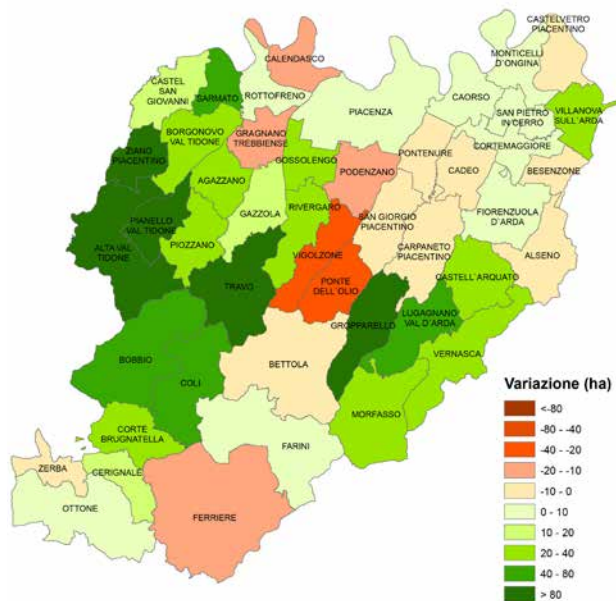 CASTELVETRO
PIACENTINO
MONTICELLI
D'ONGINA
CALENDASCO
CASTEL
SAN
GIOVANNI
SARMATO
ROTTOFRENO
PIACENZA
CAORSO
SAN PIETRO
IN CERRO
VILLANOVA
SULL'ARDA
BORGONOVO
VAL TIDONE
GRAGNANO
TREBBIENSE
CORTEMAGGIORE
ZIANO
PIACENTINO
GOSSOLENGO
PODENZANO
PONTENURE
CADEO
BESENZONE
AGAZZANO
PIANELLO
VAL TIDONE
GAZZOLA
RIVERGARO
SAN GIORGIO
PIACENTINO
FIORENZUOLA
D'ARDA
ALTA VAL
TIDONE
PIOZZANO
VIGOLZONE
CARPANETO
PIACENTINO
ALSENO
TRAVO
PONTE
DELL'OLIO
CASTELL'ARQUATO
GROPPARELLO
LUGAGNANO
VAL D'ARDA
BOBBIO
COLI
BETTOLA
VERNASCA
MORFASSO
CORTE
BRUGNATELLA
FARINI
ZERBA
CERIGNALE
OTTONE
FERRIERE
Variazione (ha)
<-80
-80 - -40
-40 - -20
-20 - -10
-10 - 0
0 - 10
10 - 20
20 - 40
40 - 80
> 80